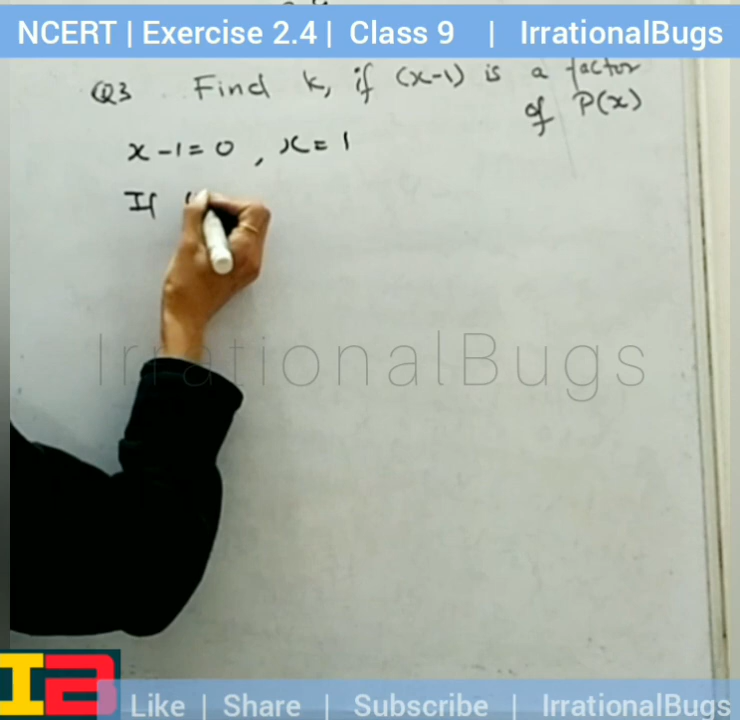 NCERT | Exercise 2.4 | Class 9 | IrrationalBugs
Q3 Find k, if (x-1) is a factor
of P(x)
x-1=0, x=1
If
IrrationalBugs
IB
Like | Share | Subscribe | IrrationalBugs